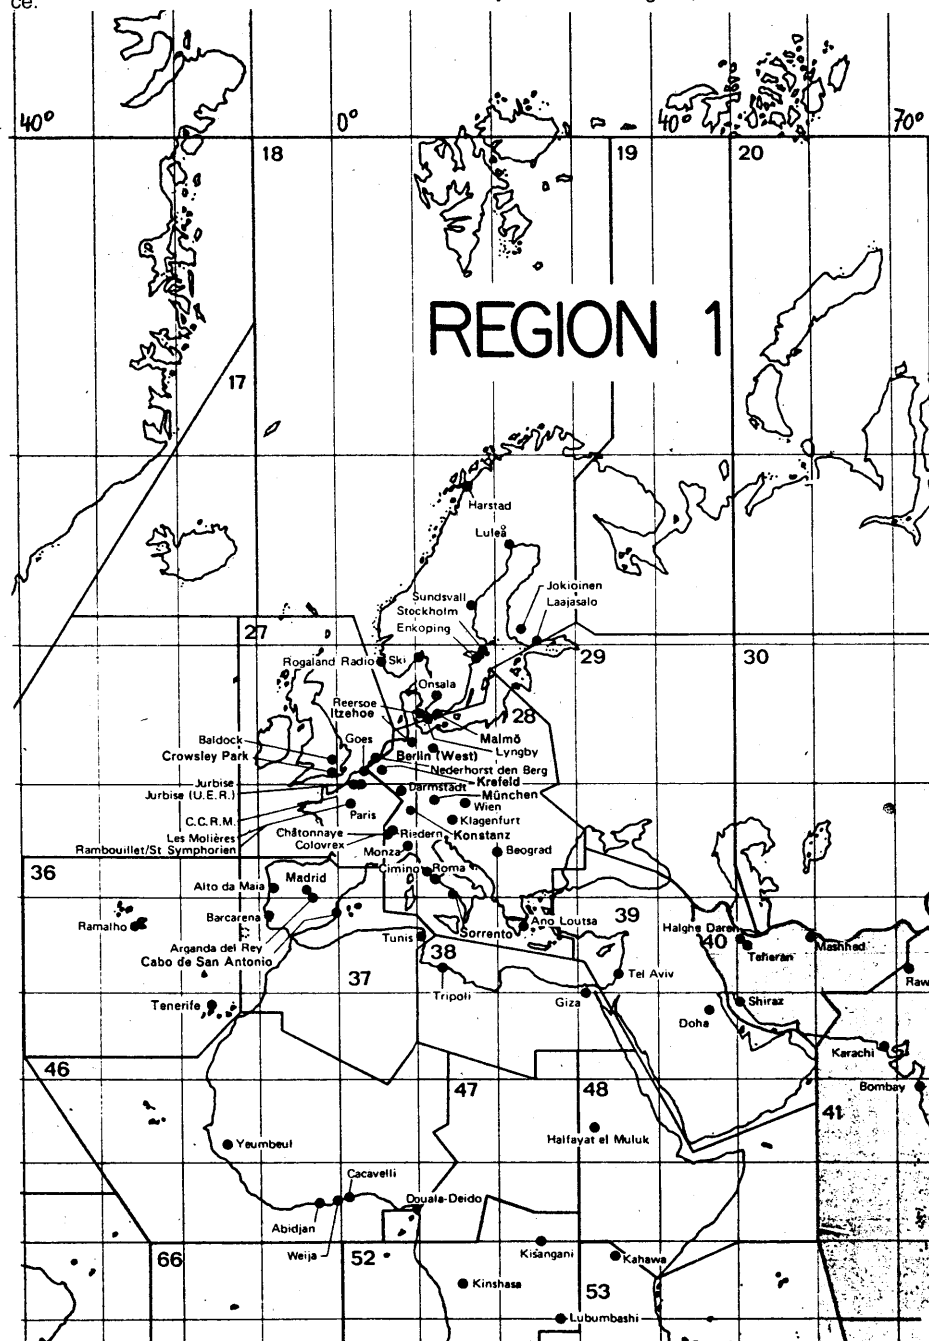 ce.
40°
0°
40°
70°
18
19
20
REGION 1
17
Harstad
Luleå
Jokioinen
Laajasalo
Sundsvall
Stockholm
Enkoping
27
29
30
Rogaland Radio
Ski
Onsala
Reersoe
Itzehoe
28
Malmö
Lyngby
Baldock
Goes
Crowsley Park
Berlin (West)
Nederhorst den Berg
Jurbise
Krefeld
Jurbise (U.E.R.)
Darmstadt
München
Wien
C.C.R.M.
Paris
Klagenfurt
Les Molières
Châtonnaye
Riedern
Konstanz
Rambouillet/St Symphorien
Colovrex
Monza
Beograd
36
Cimino
Roma
Alto da Maia
Madrid
Barcarena
Ano Loutsa
39
Ramalho
Sorrento
Halghe Dareh
40
Arganda del Rey
Tunis
38
Teheran
Mashhad
Cabo de San Antonio
37
Tel Aviv
Raw
Tenerife
Tripoli
Giza
Shiraz
Doha
Karachi
46
47
48
Bombay
41
Yeumbeul
Halfayat el Muluk
Cacavelli
Douala-Deido
Abidjan
Weija
66
52
Kisangani
Kahawa
Kinshasa
53
Lubumbashi